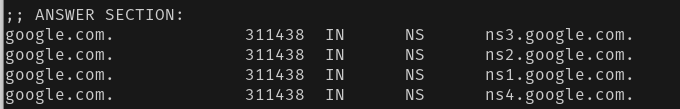 ;; ANSWER SECTION:
google.com. 311438 IN NS ns3.google.com.
google.com. 311438 IN NS ns2.google.com.
google.com. 311438 IN NS ns1.google.com.
google.com. 311438 IN NS ns4.google.com.